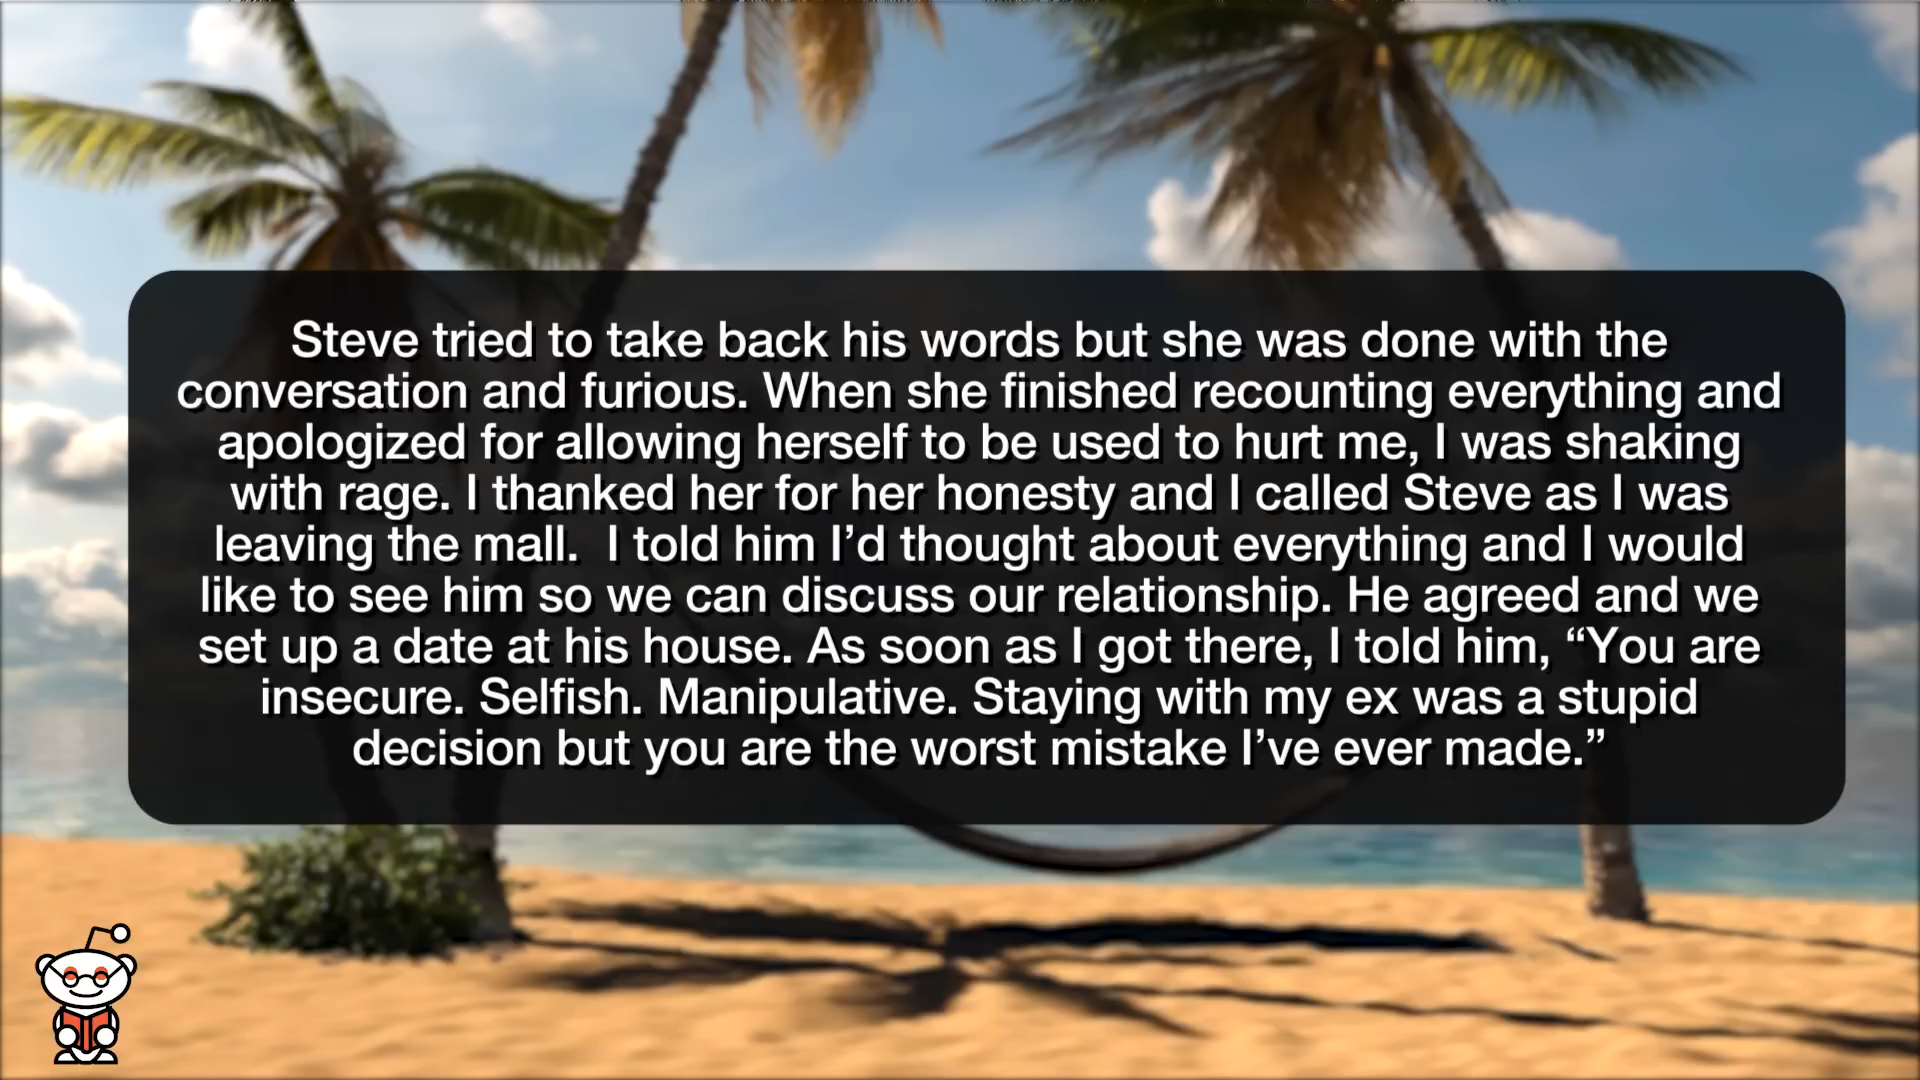 Steve tried to take back his words but she was done with the
conversation and furious. When she finished recounting everything and
apologized for allowing herself to be used to hurt me, I was shaking
with rage. I thanked her for her honesty and I called Steve as I was
leaving the mall.  I told him I’d thought about everything and I would
like to see him so we can discuss our relationship. He agreed and we
set up a date at his house. As soon as I got there, I told him, “You are
insecure. Selfish. Manipulative. Staying with my ex was a stupid
decision but you are the worst mistake I’ve ever made.”